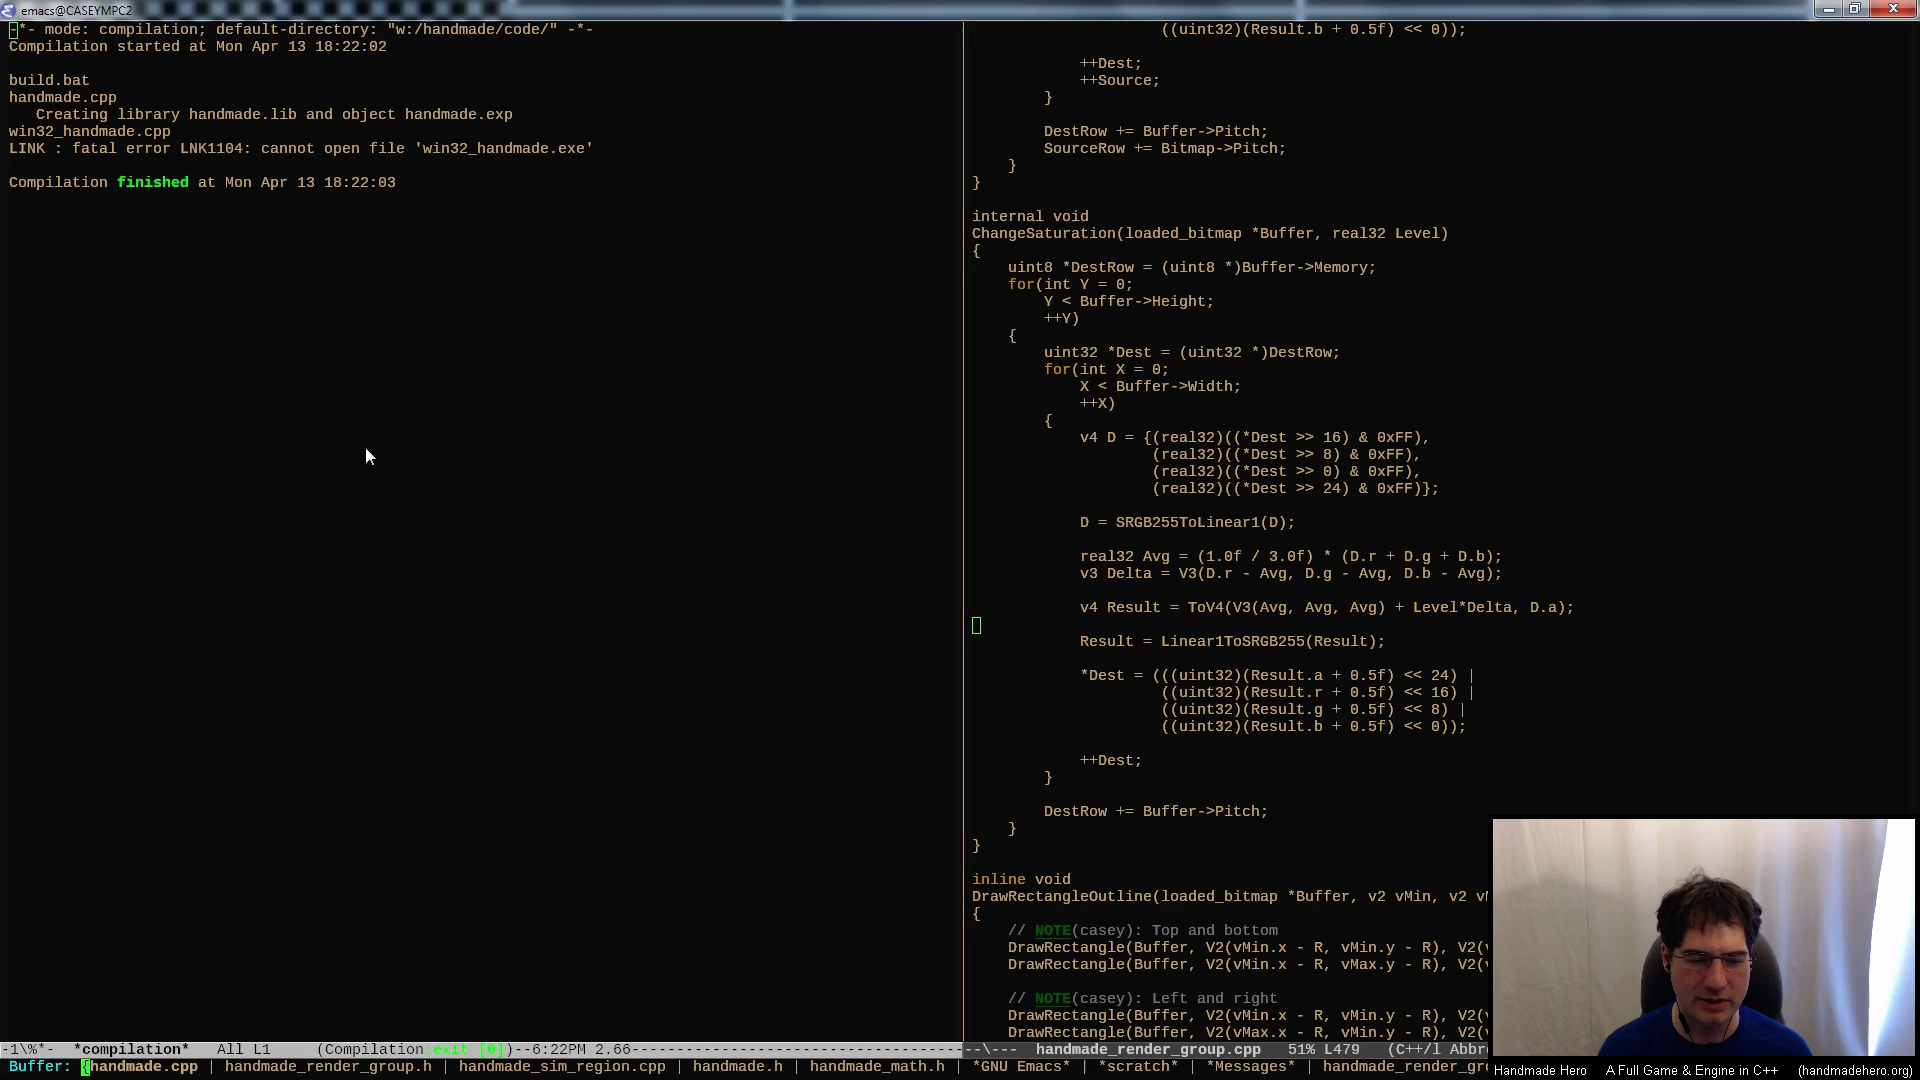 emacs@CASEYMPC2
-*- mode: compilation; default-directory: "w:/handmade/code/" -*-
Compilation started at Mon Apr 13 18:22:02
build.bat
handmade.cpp
Creating library handmade.lib and object handmade.exp
win32_handmade.cpp
LINK : fatal error LNK1104: cannot open file 'win32_handmade.exe'
Compilation finished at Mon Apr 13 18:22:03
((uint32)(Result.b + 0.5f) << 0));
++Dest;
++Source;
}
DestRow += Buffer->Pitch;
SourceRow += Bitmap->Pitch;
}
}
internal void
ChangeSaturation(loaded_bitmap *Buffer, real32 Level)
{
uint8 *DestRow = (uint8 *)Buffer->Memory;
for(int Y = 0;
Y < Buffer->Height;
++Y)
{
uint32 *Dest = (uint32 *)DestRow;
for(int X = 0;
X < Buffer->Width;
++X)
{
v4 D = {(real32)((*Dest >> 16) & 0xFF),
(real32)((*Dest >> 8) & 0xFF),
(real32)((*Dest >> 0) & 0xFF),
(real32)((*Dest >> 24) & 0xFF)};
D = SRGB255ToLinear1(D);
real32 Avg = (1.0f / 3.0f) * (D.r + D.g + D.b);
v3 Delta = V3(D.r - Avg, D.g - Avg, D.b - Avg);
v4 Result = ToV4(V3(Avg, Avg, Avg) + Level*Delta, D.a);
Result = Linear1ToSRGB255(Result);
*Dest = (((uint32)(Result.a + 0.5f) << 24) |
((uint32)(Result.r + 0.5f) << 16) |
((uint32)(Result.g + 0.5f) << 8) |
((uint32)(Result.b + 0.5f) << 0));
++Dest;
}
DestRow += Buffer->Pitch;
}
}
inline void
DrawRectangleOutline(loaded_bitmap *Buffer, v2 vMin, v2 v
{
// NOTE(casey): Top and bottom
DrawRectangle(Buffer, V2(vMin.x - R, vMin.y - R), V2(
DrawRectangle(Buffer, V2(vMin.x - R, vMax.y - R), V2(
// NOTE(casey): Left and right
DrawRectangle(Buffer, V2(vMin.x - R, vMin.y - R), V2(
DrawRectangle(Buffer, V2(vMax.x - R, vMin.y - R), V2(
-1\%*- *compilation* All L1 (Compilation:exit [0])--6:22PM 2.66
--\--- handmade_render_group.cpp 51% L479 (C++/l Abbr
Buffer: {handmade.cpp | handmade_render_group.h | handmade_sim_region.cpp | handmade.h | handmade_math.h | *GNU Emacs* | *scratch* | *Messages* | handmade_render_gr
Handmade Hero A Full Game & Engine in C++ (handmadehero.org)